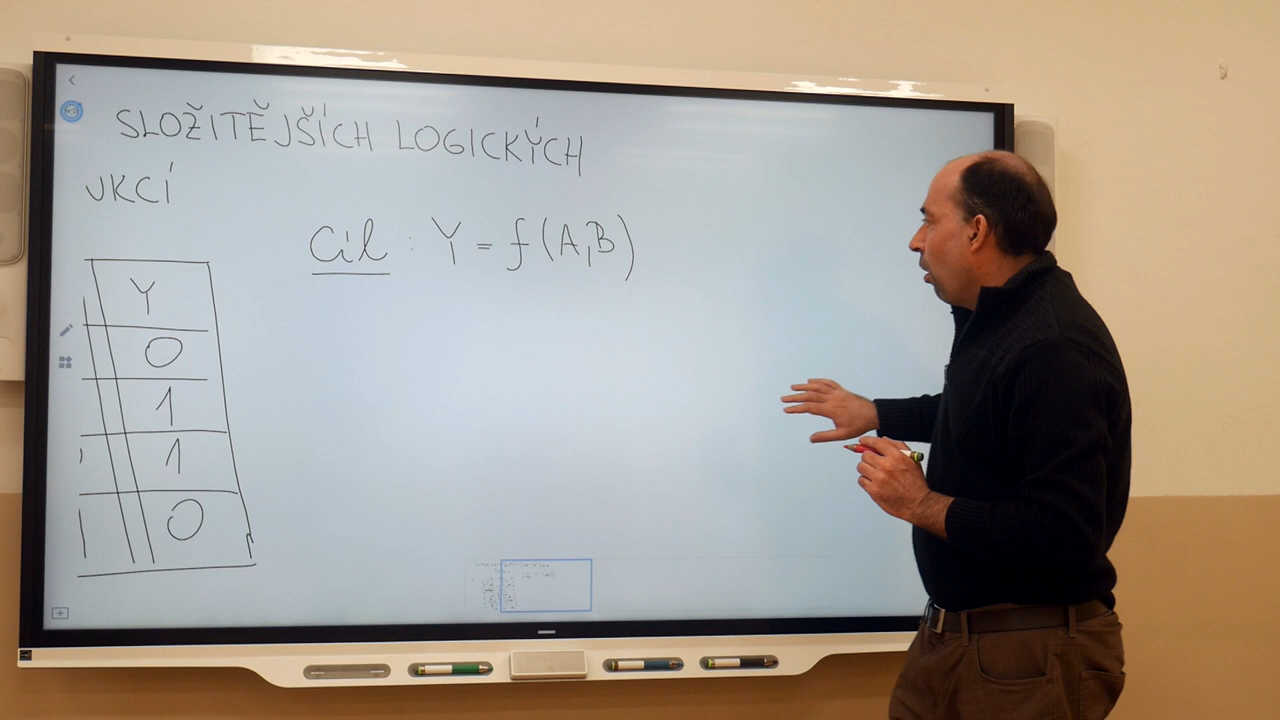 SLOŽITĚJŠÍCH LOGICKÝCH
UKCÍ
Cíl : Y = f(A,B)
Y
0
1
1
0